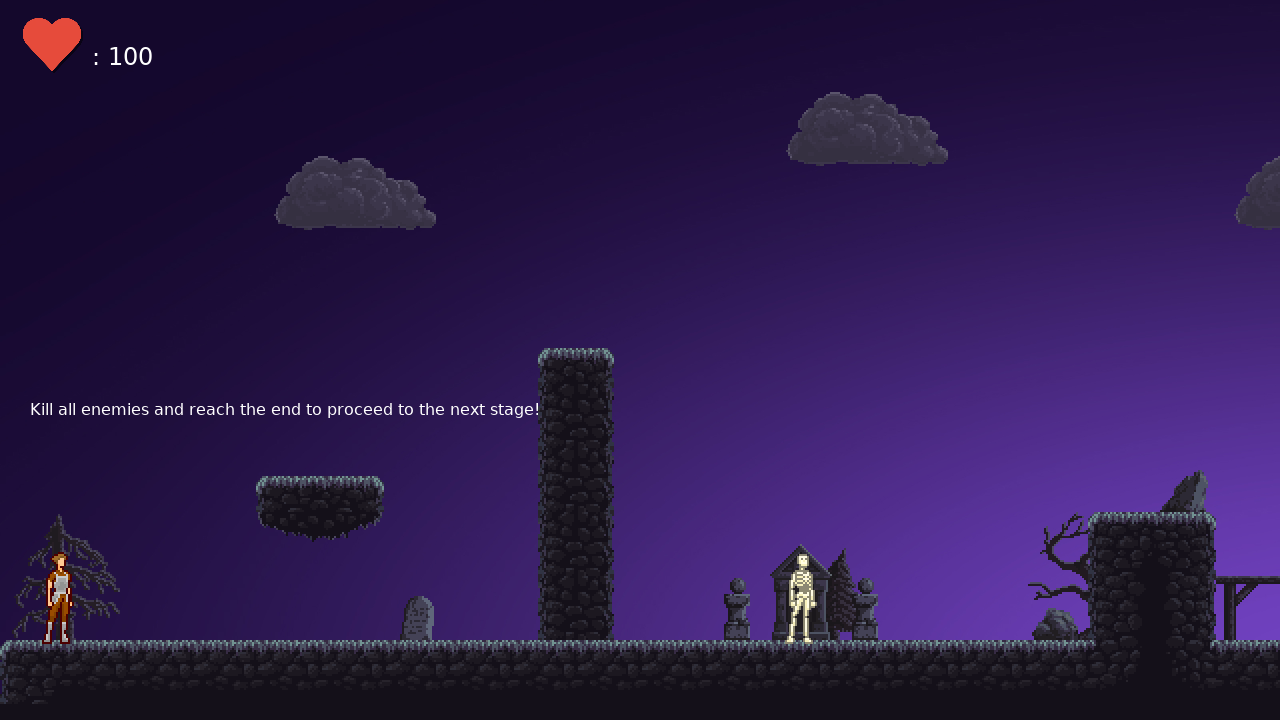 : 100
Kill all enemies and reach the end to proceed to the next stage!